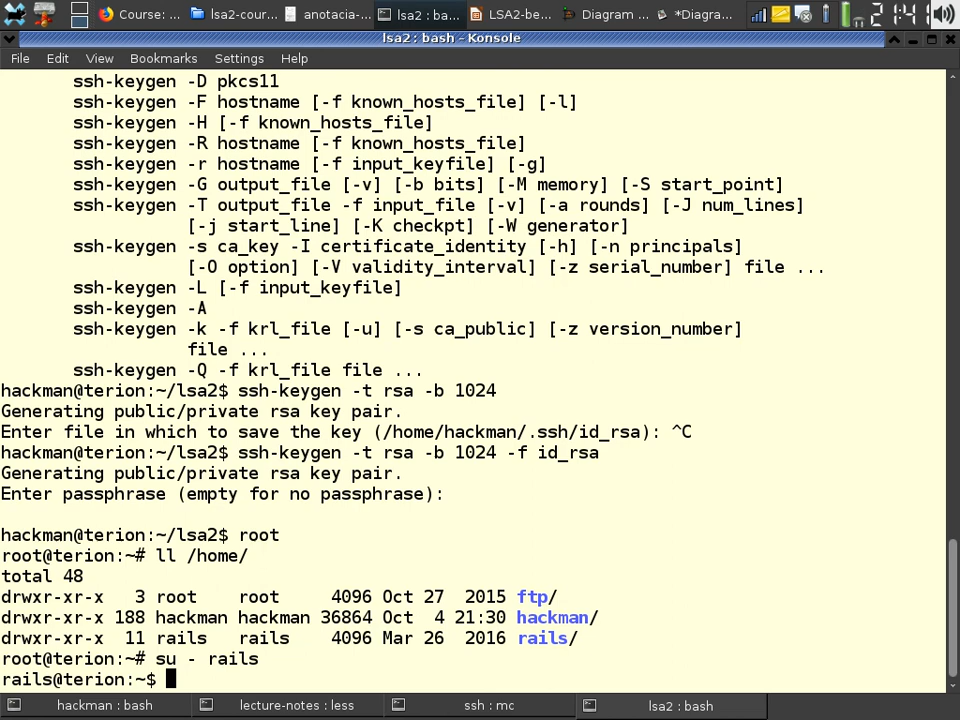 Course: ...
lsa2-cour...
anotacia-...
lsa2 : ba...
LSA2-be...
Diagram ...
*Diagra...
2 1:41
lsa2 : bash - Konsole
File Edit View Bookmarks Settings Help
ssh-keygen -D pkcs11
ssh-keygen -F hostname [-f known_hosts_file] [-l]
ssh-keygen -H [-f known_hosts_file]
ssh-keygen -R hostname [-f known_hosts_file]
ssh-keygen -r hostname [-f input_keyfile] [-g]
ssh-keygen -G output_file [-v] [-b bits] [-M memory] [-S start_point]
ssh-keygen -T output_file -f input_file [-v] [-a rounds] [-J num_lines]
[-j start_line] [-K checkpt] [-W generator]
ssh-keygen -s ca_key -I certificate_identity [-h] [-n principals]
[-O option] [-V validity_interval] [-z serial_number] file ...
ssh-keygen -L [-f input_keyfile]
ssh-keygen -A
ssh-keygen -k -f krl_file [-u] [-s ca_public] [-z version_number]
file ...
ssh-keygen -Q -f krl_file file ...
hackman@terion:~/lsa2$ ssh-keygen -t rsa -b 1024
Generating public/private rsa key pair.
Enter file in which to save the key (/home/hackman/.ssh/id_rsa): ^C
hackman@terion:~/lsa2$ ssh-keygen -t rsa -b 1024 -f id_rsa
Generating public/private rsa key pair.
Enter passphrase (empty for no passphrase):
hackman@terion:~/lsa2$ root
root@terion:~# ll /home/
total 48
drwxr-xr-x 3 root root 4096 Oct 27 2015 ftp/
drwxr-xr-x 188 hackman hackman 36864 Oct 4 21:30 hackman/
drwxr-xr-x 11 rails rails 4096 Mar 26 2016 rails/
root@terion:~# su - rails
rails@terion:~$
hackman : bash
lecture-notes : less
ssh : mc
lsa2 : bash